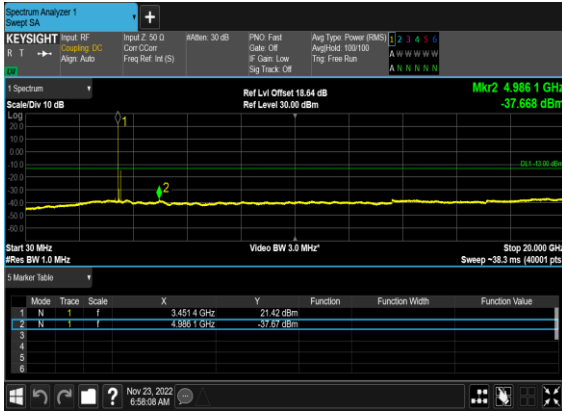 Spectrum Analyzer 1
Swept SA
+
KEYSIGHT Input: RF Input Z: 50 Ω #Atten: 30 dB PNO: Fast Avg Type: Power (RMS) 1 2 3 4 5 6
R T Coupling: DC Corr CCorr Gate: Off Avg|Hold: 100/100 A W W W W W
Align: Auto Freq Ref: Int (S) IF Gain: Low Trig: Free Run
Sig Track: Off A N N N N N
1 Spectrum Ref Lvl Offset 18.64 dB Mkr2 4.986 1 GHz
Scale/Div 10 dB Ref Level 30.00 dBm -37.668 dBm
Log
20.0
10.0
0.00
-10.0
-20.0
-30.0
-40.0
-50.0
-60.0
1
DL1 -13.00 dBm
2
Start 30 MHz Video BW 3.0 MHz* Stop 20.000 GHz
#Res BW 1.0 MHz Sweep ~38.3 ms (40001 pts)
5 Marker Table
Mode Trace Scale X Y Function Function Width Function Value
1 N 1 f 3.451 4 GHz 21.42 dBm
2 N 1 f 4.986 1 GHz -37.67 dBm
3
4
5
6
? Nov 23, 2022
6:58:08 AM